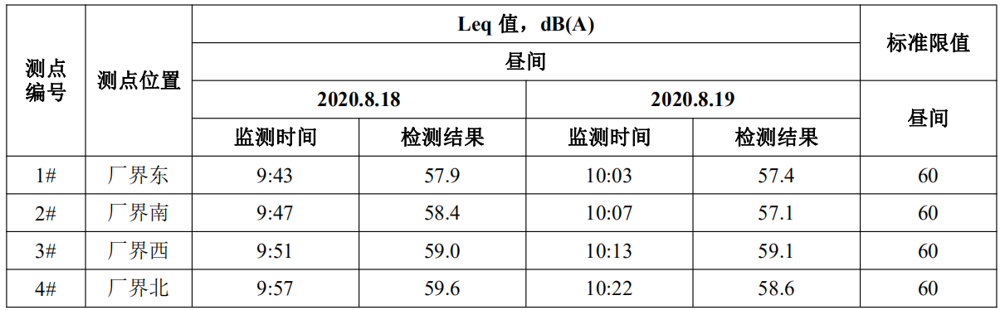 测点编号 测点位置 Leq 值，dB(A) 标准限值
昼间
2020.8.18 2020.8.19 昼间
监测时间 检测结果 监测时间 检测结果
1# 厂界东 9:43 57.9 10:03 57.4 60
2# 厂界南 9:47 58.4 10:07 57.1 60
3# 厂界西 9:51 59.0 10:13 59.1 60
4# 厂界北 9:57 59.6 10:22 58.6 60